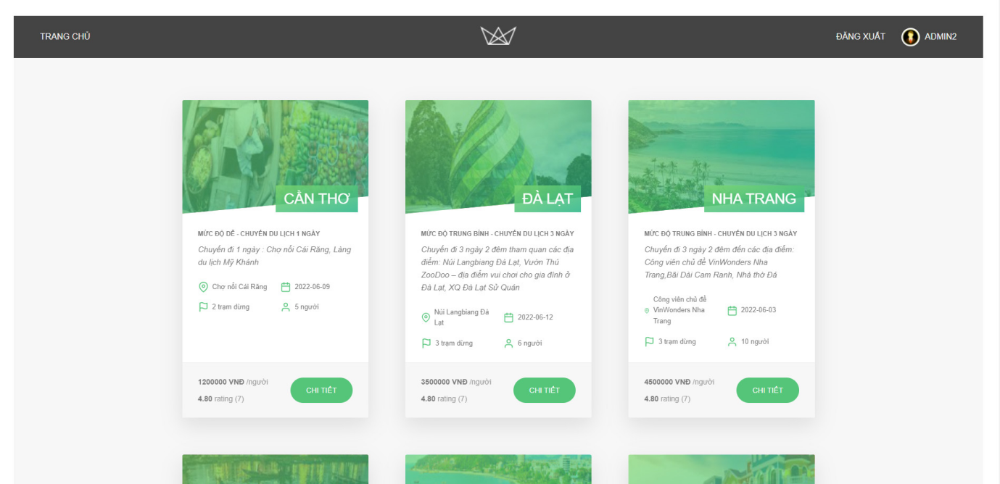 TRANG CHỦ
ĐĂNG XUẤT
ADMIN2
CẦN THƠ
MỨC ĐỘ DỄ - CHUYẾN DU LỊCH 1 NGÀY
Chuyến đi 1 ngày : Chợ nổi Cái Răng, Làng
du lịch Mỹ Khánh
Chợ nổi Cái Răng
2022-06-09
2 trạm dừng
5 người
1200000 VNĐ /người
4.80 rating (7)
CHI TIẾT
ĐÀ LẠT
MỨC ĐỘ TRUNG BÌNH - CHUYẾN DU LỊCH 3 NGÀY
Chuyến đi 3 ngày 2 đêm tham quan các địa
điểm: Núi Langbiang Đà Lạt, Vườn Thú
ZooDoo – địa điểm vui chơi cho gia đình ở
Đà Lạt, XQ Đà Lạt Sử Quán
Núi Langbiang Đà
Lạt
2022-06-12
3 trạm dừng
6 người
3500000 VNĐ /người
4.80 rating (7)
CHI TIẾT
NHA TRANG
MỨC ĐỘ TRUNG BÌNH - CHUYẾN DU LỊCH 3 NGÀY
Chuyến đi 3 ngày 2 đêm đến các địa điểm:
Công viên chủ đề VinWonders Nha
Trang,Bãi Dài Cam Ranh, Nhà thờ Đá
Công viên chủ đề
VinWonders Nha
Trang
2022-06-03
3 trạm dừng
10 người
4500000 VNĐ /người
4.80 rating (7)
CHI TIẾT